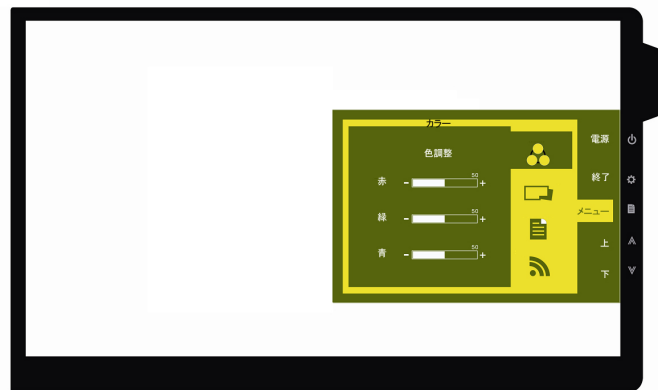 カラー
色調整
赤 - 50 +
緑 - 50 +
青 - 50 +
電源
終了
メニュー
上
下